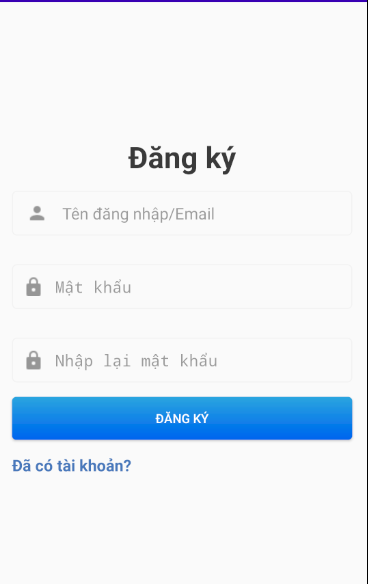 Đăng ký
Tên đăng nhập/Email
Mật khẩu
Nhập lại mật khẩu
ĐĂNG KÝ
Đã có tài khoản?